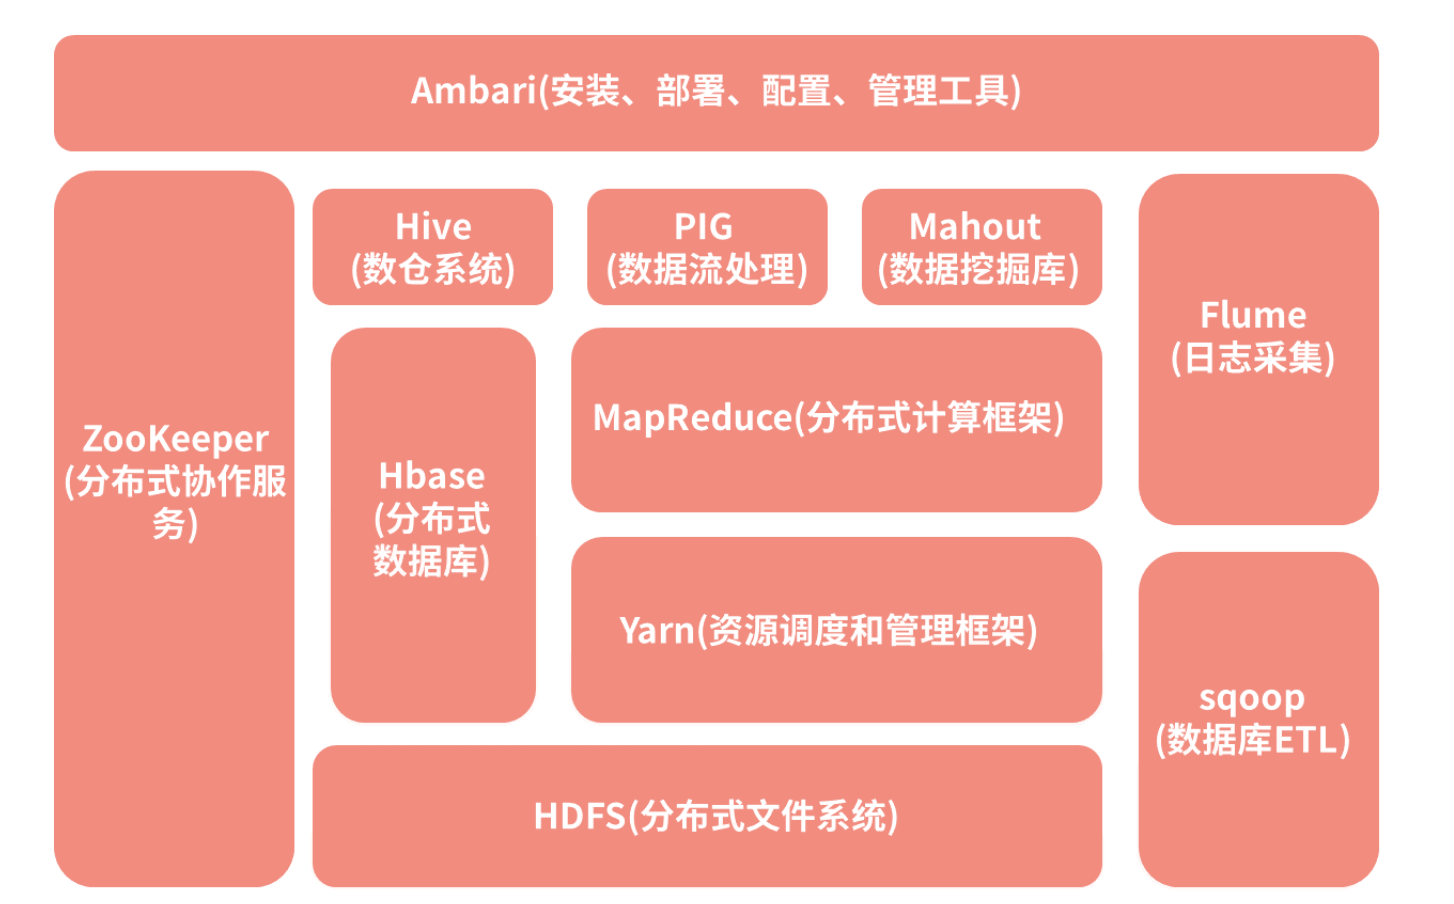 Ambari(安装、部署、配置、管理工具)
ZooKeeper
(分布式协作服
务)
Hive
(数仓系统)
PIG
(数据流处理)
Mahout
(数据挖掘库)
Flume
(日志采集)
Hbase
(分布式
数据库)
MapReduce(分布式计算框架)
Yarn(资源调度和管理框架)
sqoop
(数据库ETL)
HDFS(分布式文件系统)